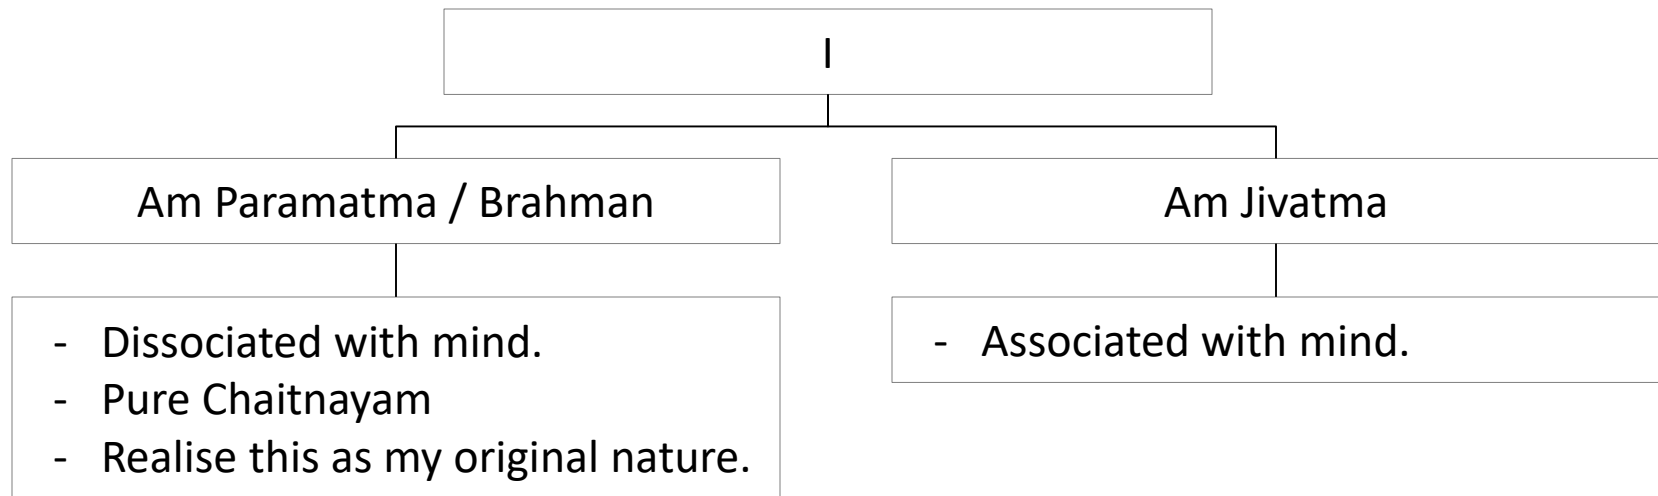 I
Am Paramatma / Brahman
Am Jivatma
- Dissociated with mind.
- Pure Chaitnayam
- Realise this as my original nature.
- Associated with mind.